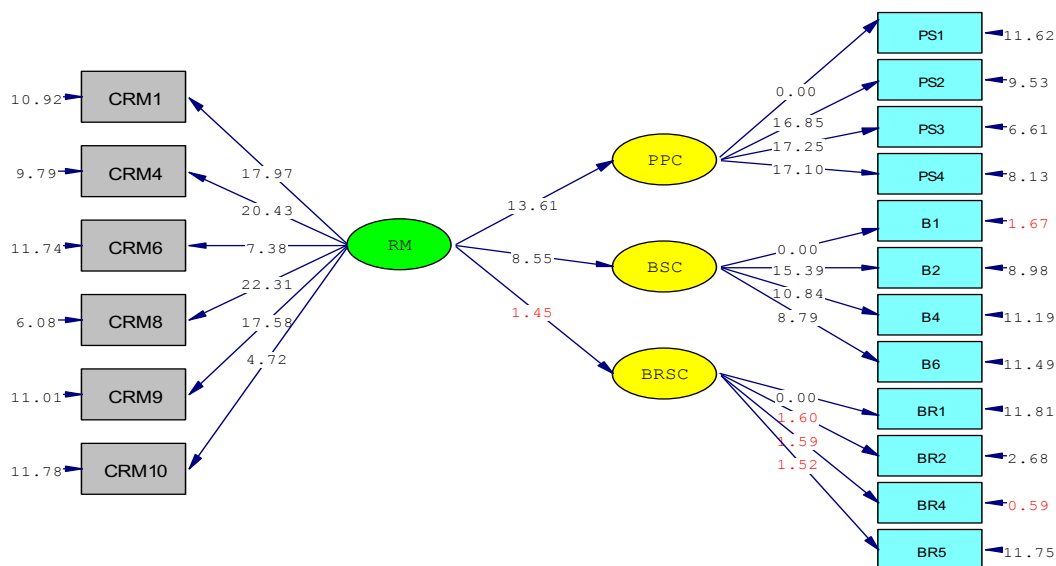 10.92
CRM1
9.79
CRM4
11.74
CRM6
6.08
CRM8
11.01
CRM9
11.78
CRM10
17.97
20.43
7.38
22.31
17.58
4.72
RM
13.61
8.55
1.45
PPC
BSC
BRSC
0.00
16.85
17.25
17.10
0.00
15.39
10.84
8.79
0.00
1.60
1.59
1.52
PS1
11.62
PS2
9.53
PS3
6.61
PS4
8.13
B1
1.67
B2
8.98
B4
11.19
B6
11.49
BR1
11.81
BR2
2.68
BR4
0.59
BR5
11.75